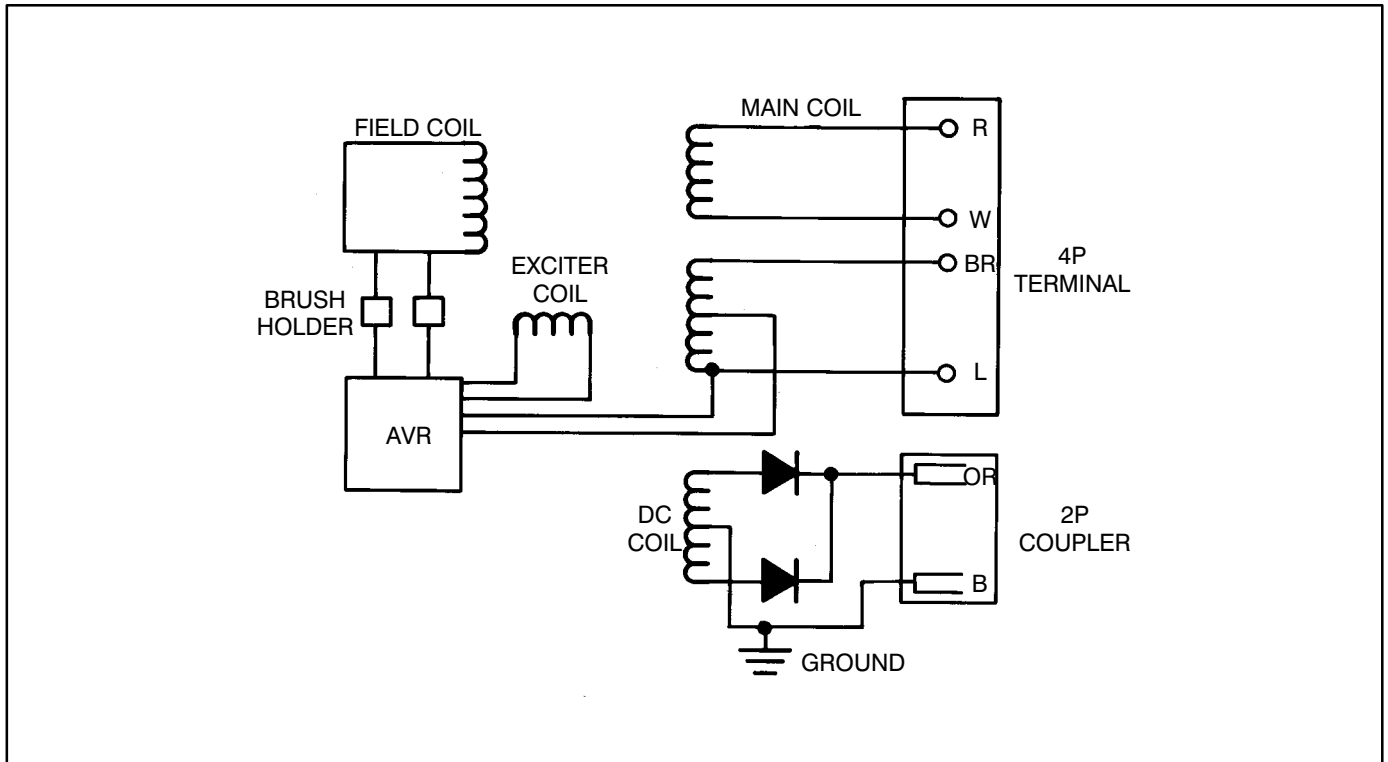 FIELD COIL
MAIN COIL
R
W
BR
L
4P
TERMINAL
EXCITER
COIL
BRUSH
HOLDER
AVR
DC
COIL
OR
B
2P
COUPLER
GROUND